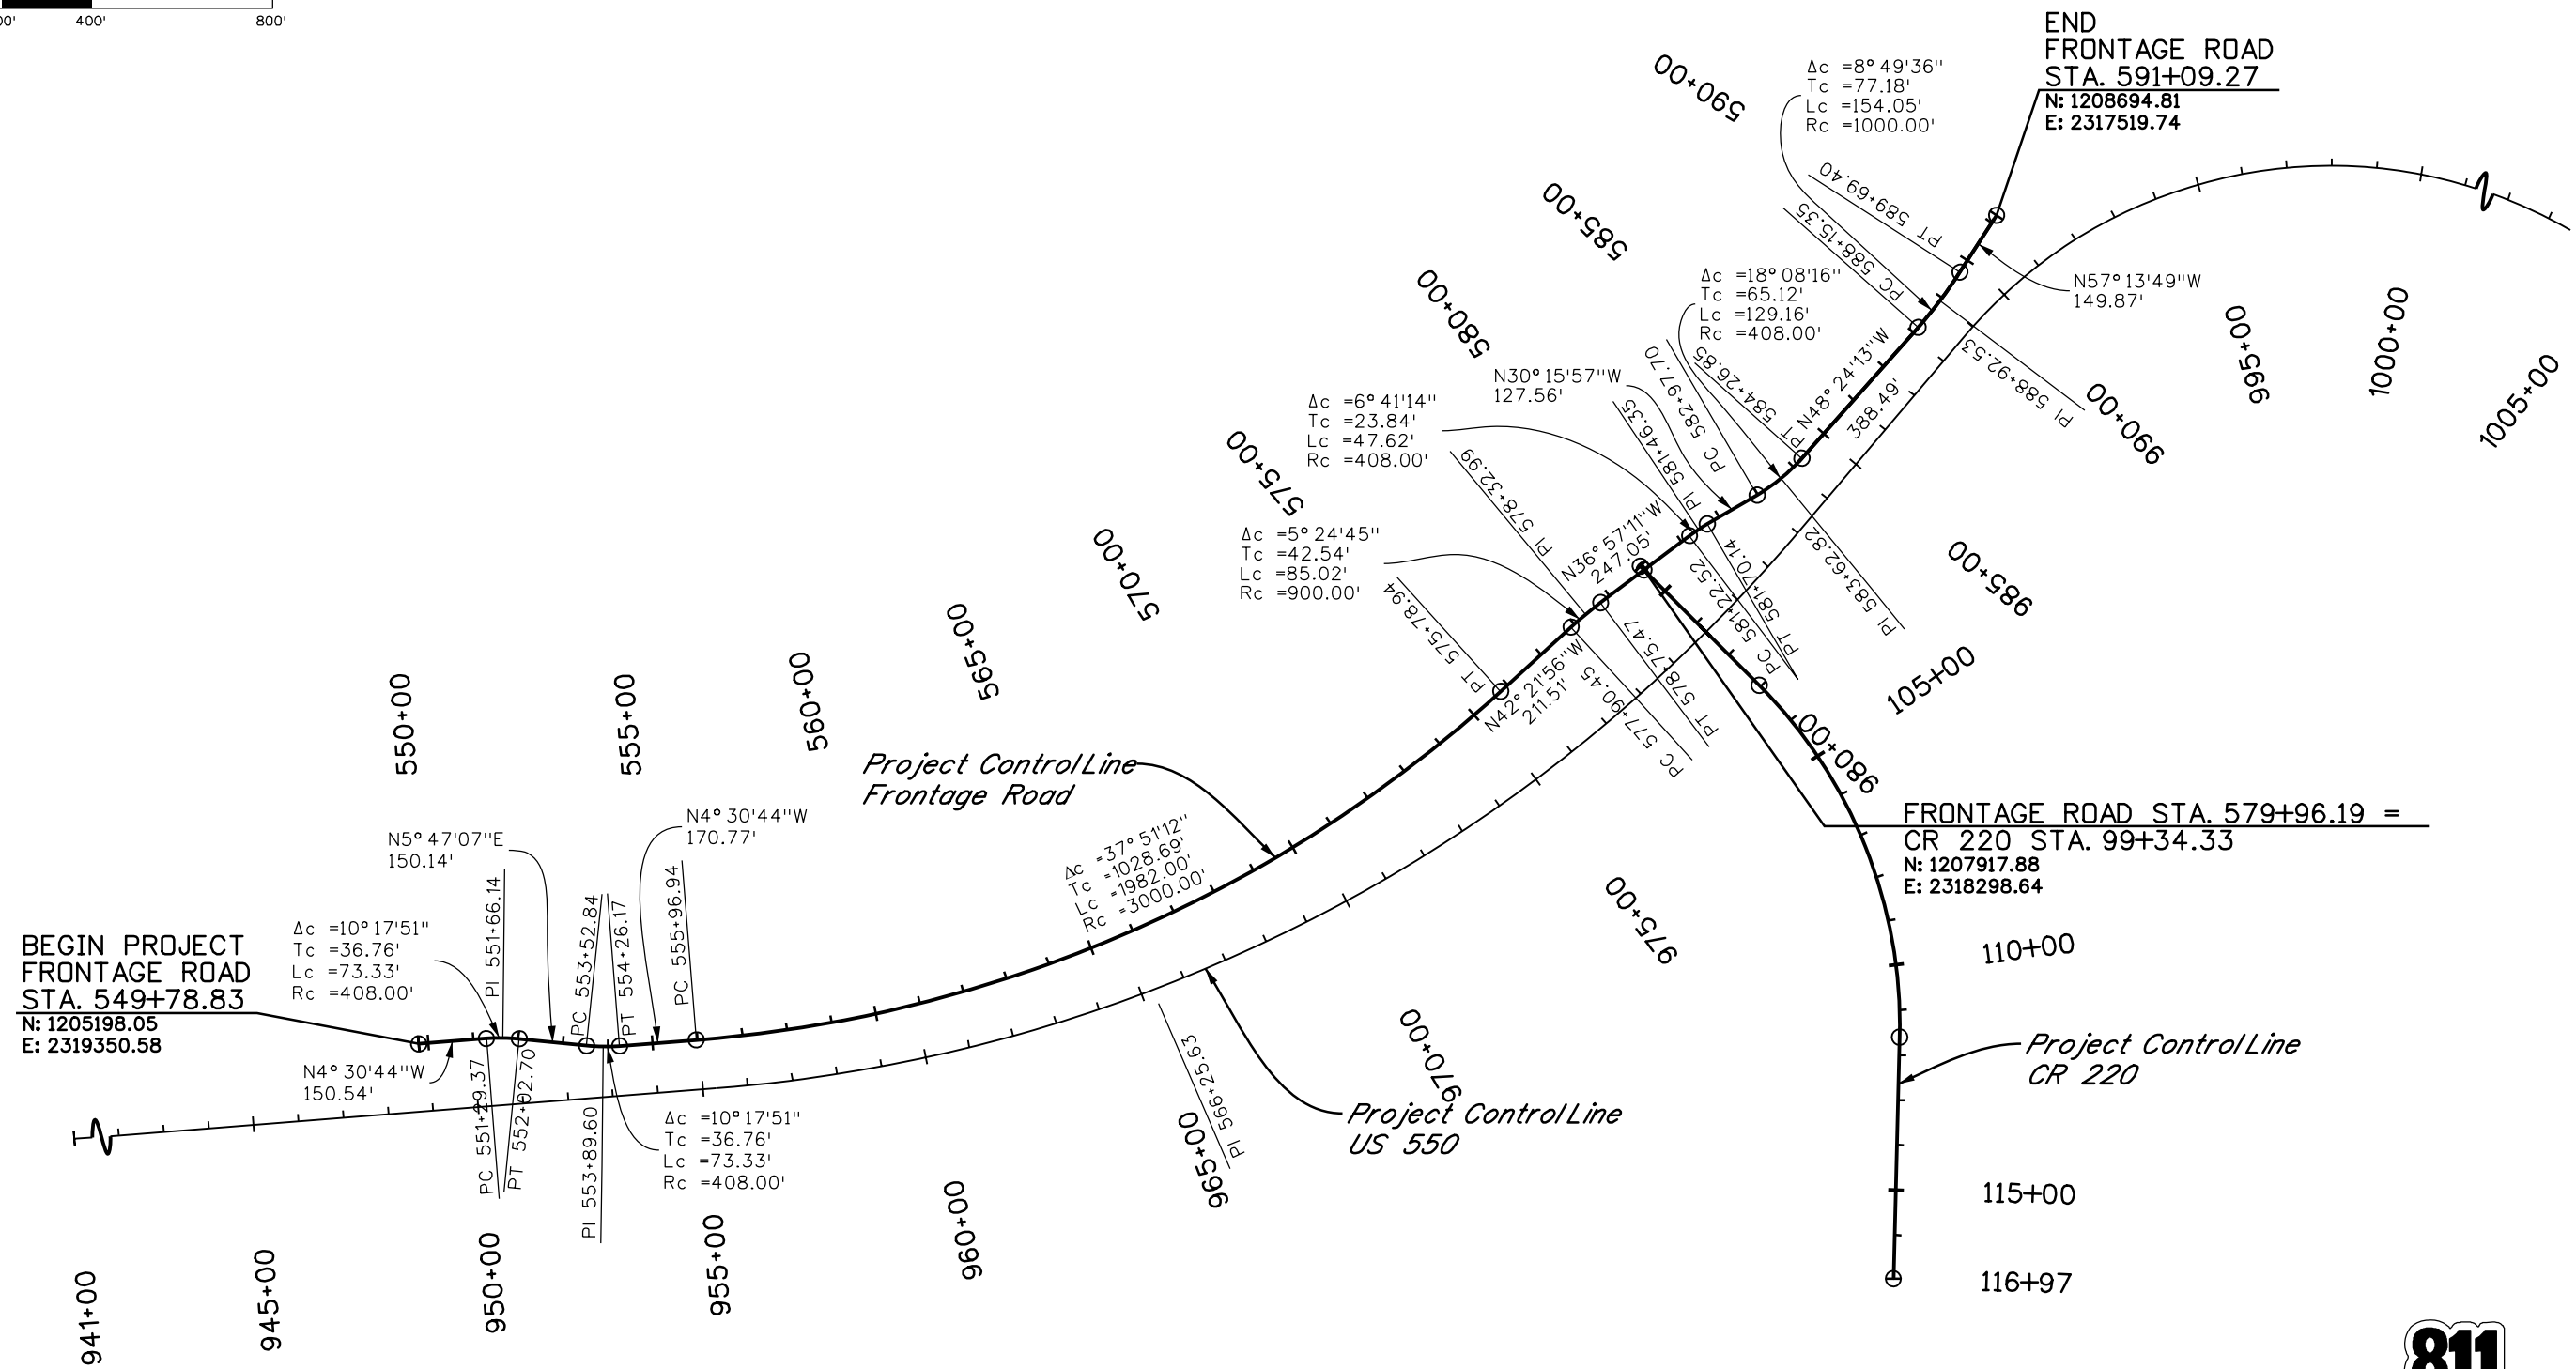 400'
800'
END
FRONTAGE ROAD
STA. 591+09.27
N: 1208694.81
E: 2317519.74
590+00
Δc =8°49'36"
Tc =77.18'
Lc =154.05'
Rc =1000.00'
PT 589+69.40
PC 588+15.35
585+00
Δc =18°08'16"
Tc =65.12'
Lc =129.16'
Rc =408.00'
N57°13'49"W
149.87'
580+00
PC 582+97.70
PT 584+26.85
N48°24'13"W
388.49'
PI 588+92.53
990+00
995+00
1000+00
1005+00
N30°15'57"W
127.56'
Δc =6°41'14"
Tc =23.84'
Lc =47.62'
Rc =408.00'
PI 581+46.35
575+00
PI 578+32.99
N36°57'11"W
247.05'
Δc =5°24'45"
Tc =42.54'
Lc =85.02'
Rc =900.00'
570+00
PT 575+78.94
PC 581+22.52
PT 581+70.14
PI 583+62.82
985+00
565+00
N42°21'56"W
211.51'
PT 578+75.47
PC 577+90.45
105+00
980+00
550+00
555+00
560+00
Project Control Line
Frontage Road
FRONTAGE ROAD STA. 579+96.19 =
CR 220 STA. 99+34.33
N: 1207917.88
E: 2318298.64
N4°30'44"W
170.77'
N5°47'07"E
150.14'
Δc =37°51'12"
Tc =1028.69'
Lc =1982.00'
Rc =3000.00'
975+00
110+00
BEGIN PROJECT
FRONTAGE ROAD
STA. 549+78.83
N: 1205198.05
E: 2319350.58
Δc =10°17'51"
Tc =36.76'
Lc =73.33'
Rc =408.00'
PI 551+66.14
PC 553+52.84
PT 554+26.17
PC 555+96.94
N4°30'44"W
150.54'
PC 551+29.37
PT 552+02.70
PI 553+89.60
Δc =10°17'51"
Tc =36.76'
Lc =73.33'
Rc =408.00'
PI 566+25.63
970+00
Project Control Line
US 550
Project Control Line
CR 220
965+00
960+00
955+00
950+00
945+00
941+00
115+00
116+97
811